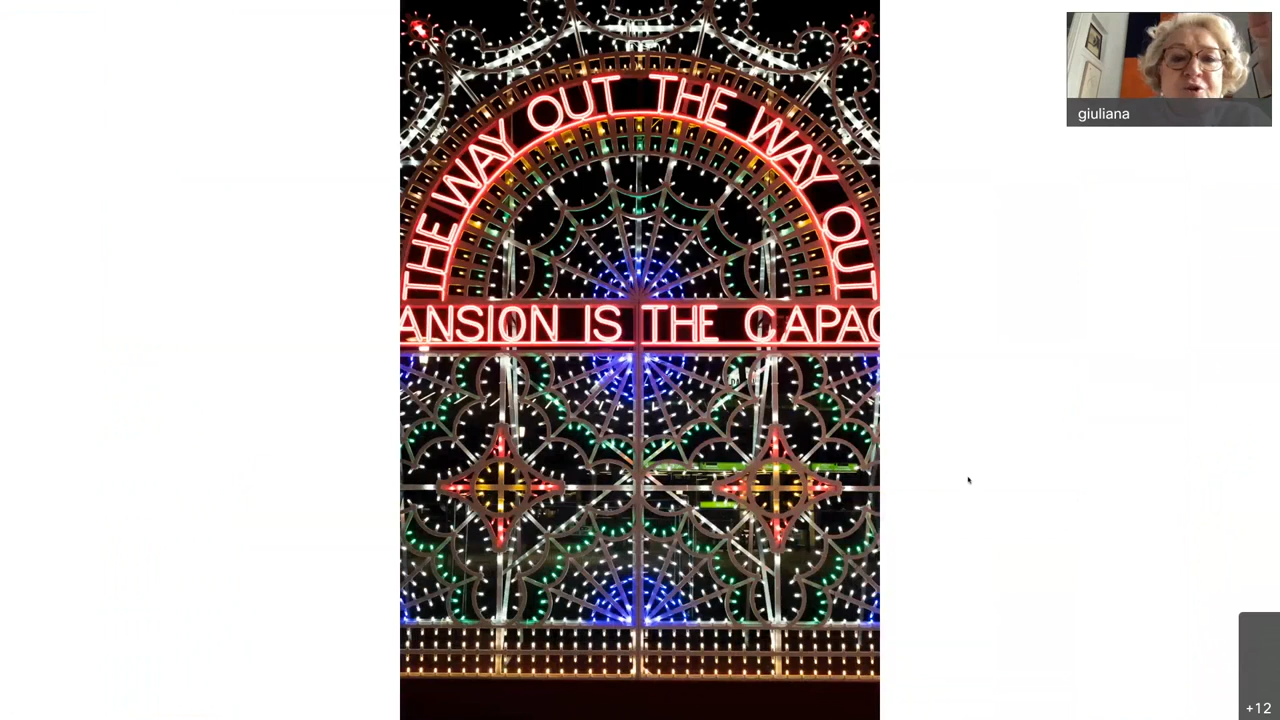 THE WAY OUT THE WAY OUT
ANSION IS THE CAPAC
giuliana
+12